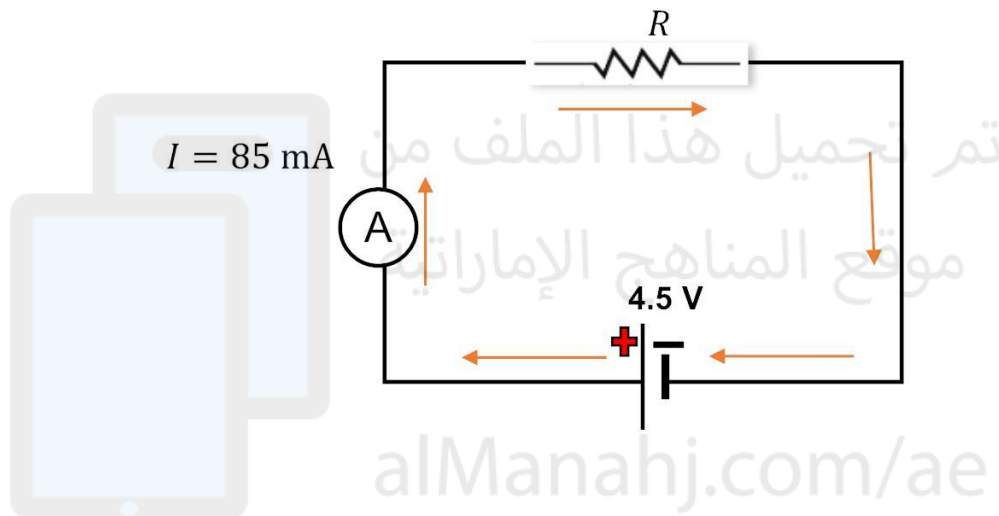 R
I = 85 mA
تم تحميل هذا الملف من
A
موقع المناهج الإماراتية
4.5 V
alManahj.com/ae